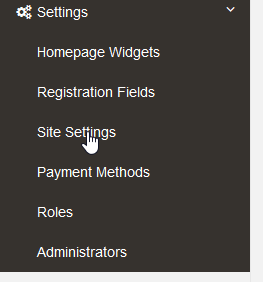 Settings
Homepage Widgets
Registration Fields
Site Settings
Payment Methods
Roles
Administrators